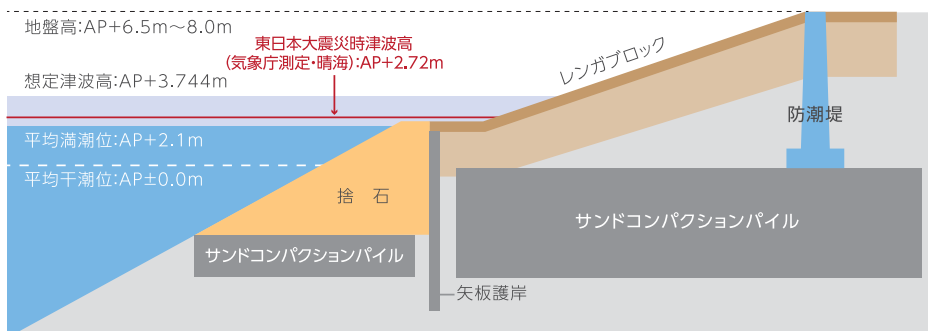 地盤高:AP+6.5m〜8.0m
東日本大震災時津波高
(気象庁測定・晴海):AP+2.72m
想定津波高:AP+3.744m
レンガブロック
防潮堤
平均満潮位:AP+2.1m
平均干潮位:AP±0.0m
捨 石
サンドコンパクションパイル
サンドコンパクションパイル
矢板護岸